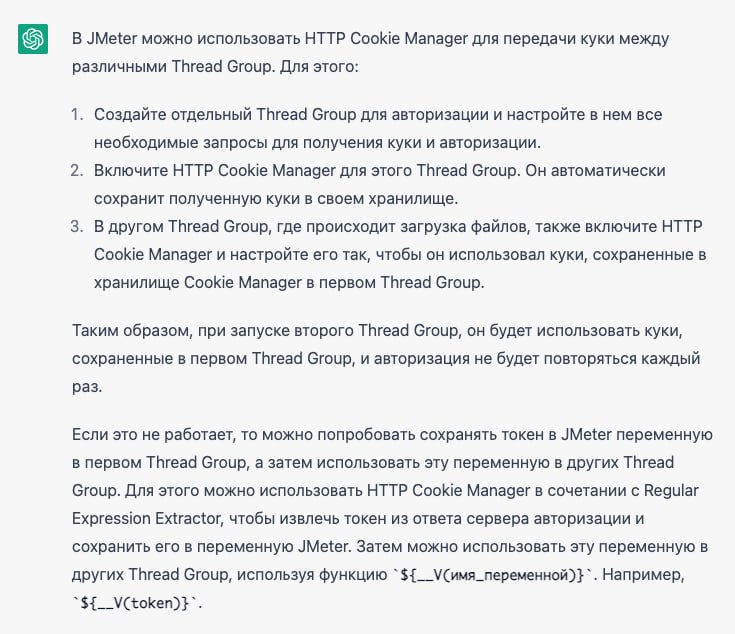 В JMeter можно использовать HTTP Cookie Manager для передачи куки между
различными Thread Group. Для этого:
1. Создайте отдельный Thread Group для авторизации и настройте в нем все
необходимые запросы для получения куки и авторизации.
2. Включите HTTP Cookie Manager для этого Thread Group. Он автоматически
сохранит полученную куки в своем хранилище.
3. В другом Thread Group, где происходит загрузка файлов, также включите HTTP
Cookie Manager и настройте его так, чтобы он использовал куки, сохраненные в
хранилище Cookie Manager в первом Thread Group.
Таким образом, при запуске второго Thread Group, он будет использовать куки,
сохраненные в первом Thread Group, и авторизация не будет повторяться каждый
раз.
Если это не работает, то можно попробовать сохранять токен в JMeter переменную
в первом Thread Group, а затем использовать эту переменную в других Thread
Group. Для этого можно использовать HTTP Cookie Manager в сочетании с Regular
Expression Extractor, чтобы извлечь токен из ответа сервера авторизации и
сохранить его в переменную JMeter. Затем можно использовать эту переменную в
других Thread Group, используя функцию `${__V(имя_переменной)}`. Например,
`${__V(token)}`.